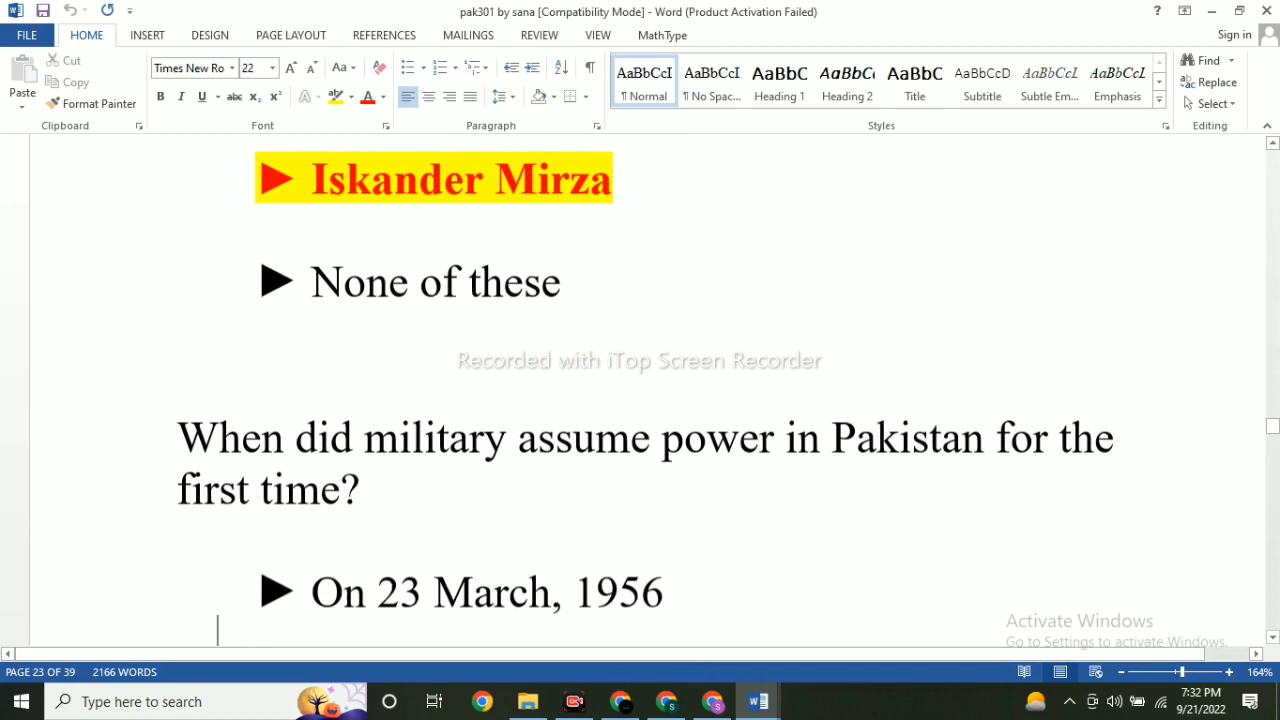 pak301 by sana [Compatibility Mode] - Word (Product Activation Failed)
FILE HOME INSERT DESIGN PAGE LAYOUT REFERENCES MAILINGS REVIEW VIEW MathType Sign in
Cut
Copy
Format Painter
Paste
Clipboard
Times New Ro 22
Font
Paragraph
AaBbCcI AaBbCcI AaBbC AaBbCc AaBbC AaBbCcD AaBbCcI AaBbCcI
¶ Normal ¶ No Spac... Heading 1 Heading 2 Title Subtitle Subtle Em... Emphasis
Styles
Find
Replace
Select
Editing
► Iskander Mirza
► None of these
Recorded with iTop Screen Recorder
When did military assume power in Pakistan for the
first time?
► On 23 March, 1956
Activate Windows
Go to Settings to activate Windows.
PAGE 23 OF 39 2166 WORDS 164%
Type here to search
7:32 PM
9/21/2022